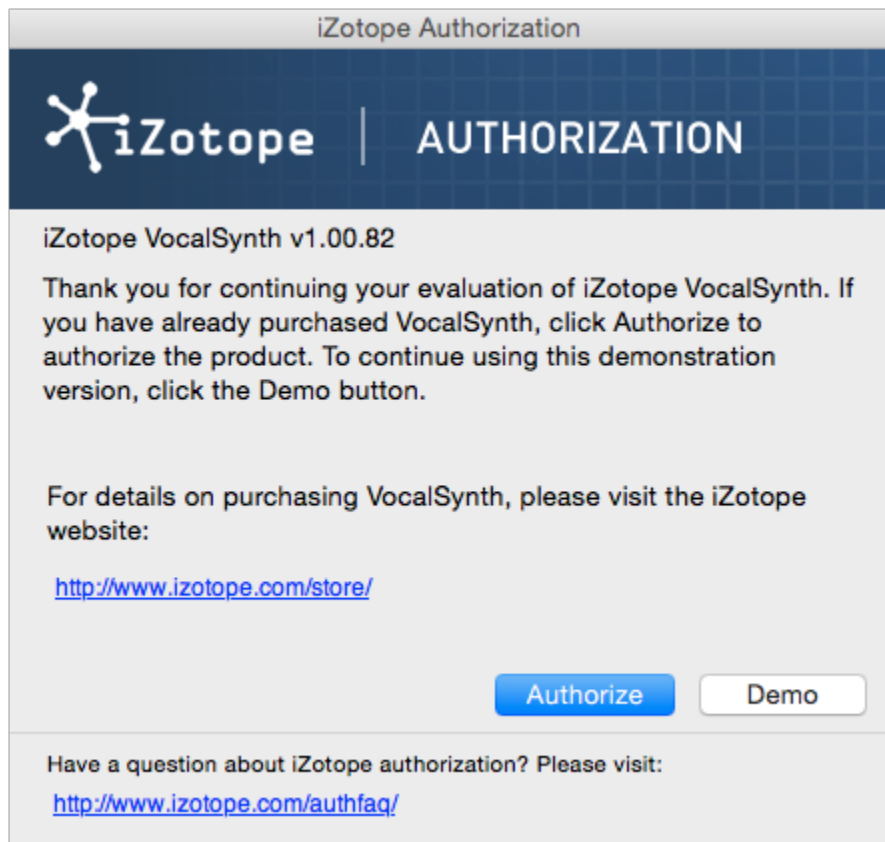 iZotope Authorization
iZotope | AUTHORIZATION
iZotope VocalSynth v1.00.82
Thank you for continuing your evaluation of iZotope VocalSynth. If
you have already purchased VocalSynth, click Authorize to
authorize the product. To continue using this demonstration
version, click the Demo button.
For details on purchasing VocalSynth, please visit the iZotope
website:
http://www.izotope.com/store/
Authorize Demo
Have a question about iZotope authorization? Please visit:
http://www.izotope.com/authfaq/